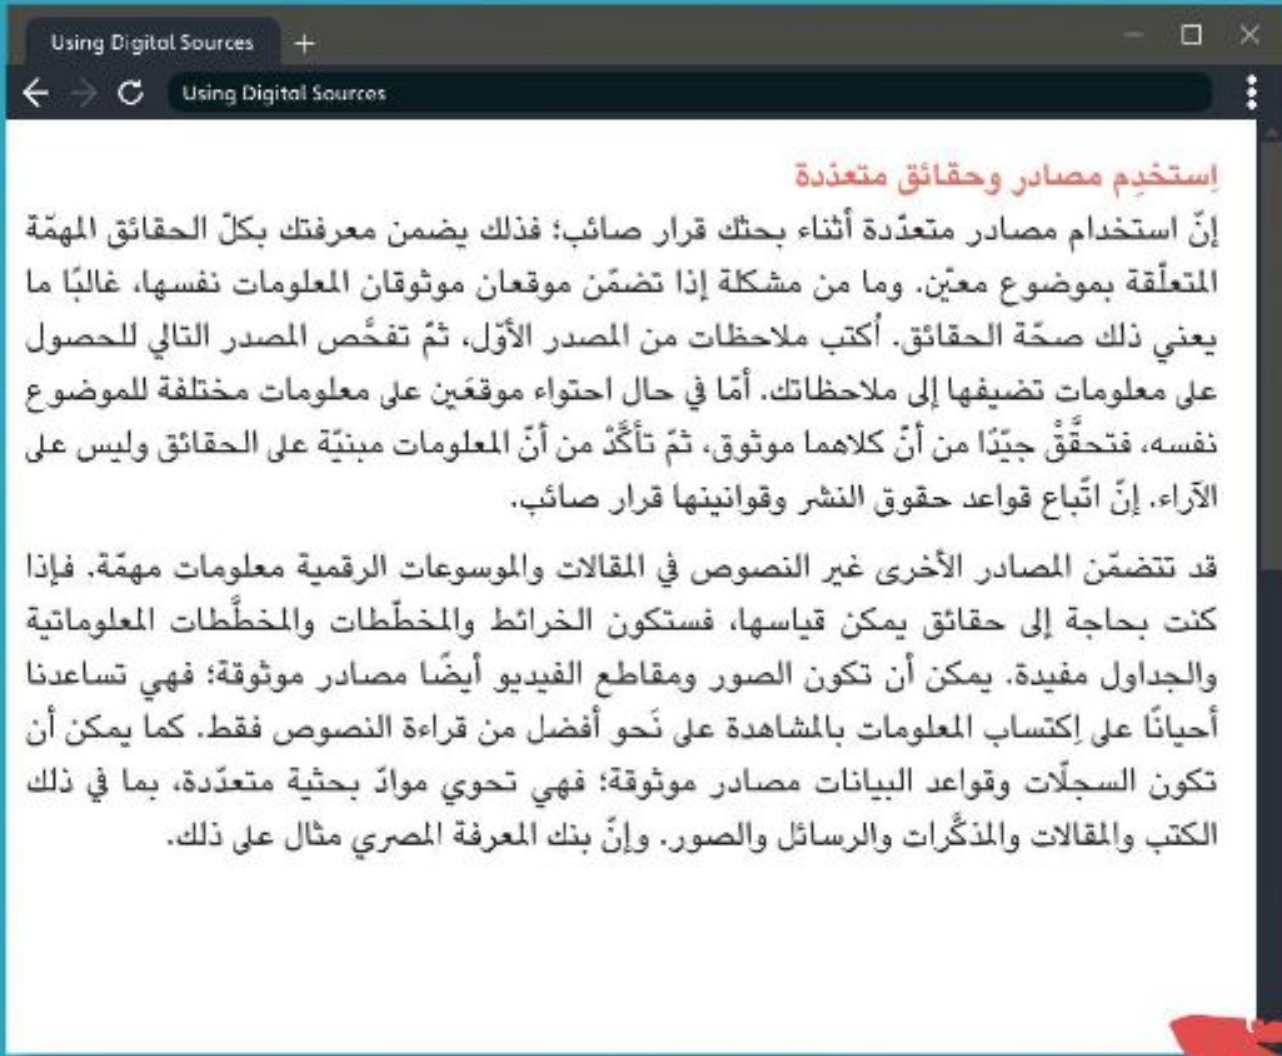 Using Digital Sources
Using Digital Sources
إستخدِم مصادر وحقائق متعدّدة
إنّ استخدام مصادر متعدّدة أثناء بحثك قرار صائب؛ فذلك يضمن معرفتك بكلّ الحقائق المهمّة
المتعلّقة بموضوع معيّن. وما من مشكلة إذا تضمّن موقعان موثوقان المعلومات نفسها، غالبًا ما
يعني ذلك صحّة الحقائق. أكتب ملاحظات من المصدر الأوّل، ثمّ تفحَّص المصدر التالي للحصول
على معلومات تضيفها إلى ملاحظاتك. أمّا في حال احتواء موقعَين على معلومات مختلفة للموضوع
نفسه، فتحقَّقْ جيّدًا من أنّ كلاهما موثوق، ثمّ تأكَّدْ من أنّ المعلومات مبنيّة على الحقائق وليس على
الآراء. إنّ اتّباع قواعد حقوق النشر وقوانينها قرار صائب.
قد تتضمّن المصادر الأخرى غير النصوص في المقالات والموسوعات الرقمية معلومات مهمّة. فإذا
كنت بحاجة إلى حقائق يمكن قياسها، فستكون الخرائط والمخطّطات والمخطَّطات المعلوماتية
والجداول مفيدة. يمكن أن تكون الصور ومقاطع الفيديو أيضًا مصادر موثوقة؛ فهي تساعدنا
أحيانًا على إكتساب المعلومات بالمشاهدة على نَحو أفضل من قراءة النصوص فقط. كما يمكن أن
تكون السجلّات وقواعد البيانات مصادر موثوقة؛ فهي تحوي موادّ بحثية متعدّدة، بما في ذلك
الكتب والمقالات والمذكَّرات والرسائل والصور. وإنّ بنك المعرفة المصري مثال على ذلك.